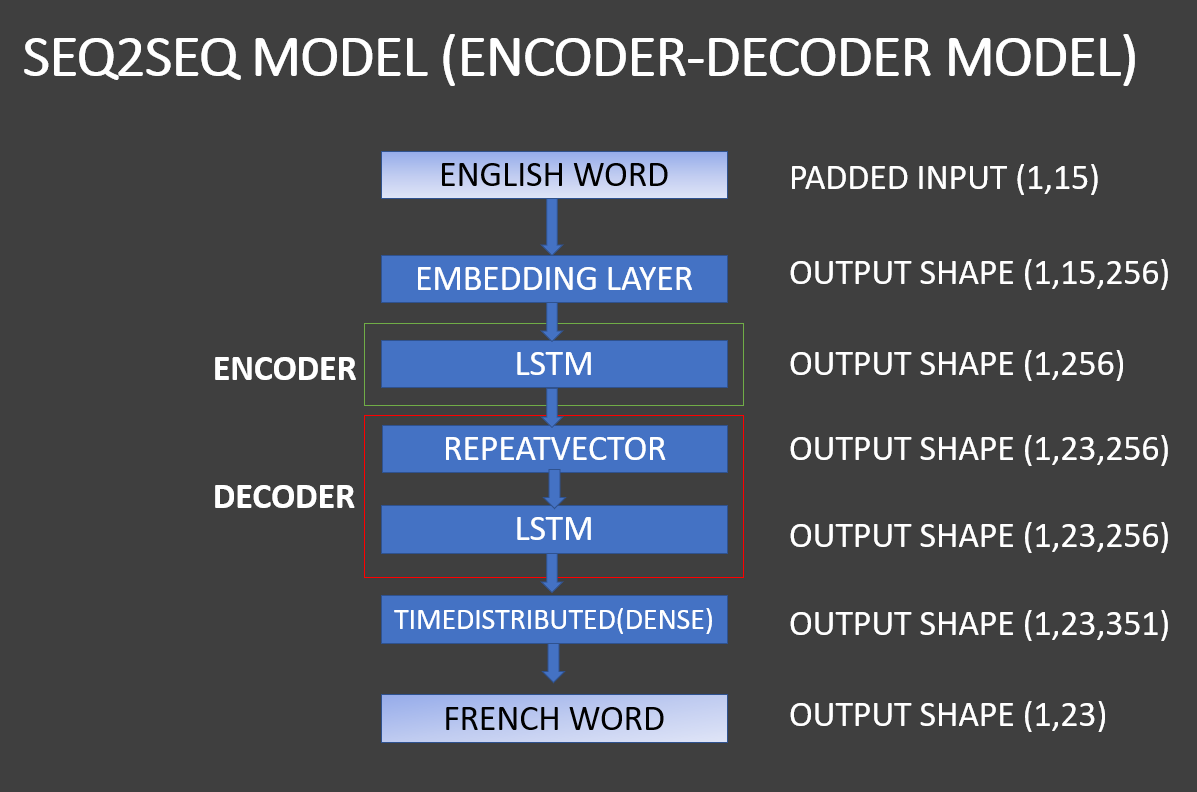 SEQ2SEQ MODEL (ENCODER-DECODER MODEL)
ENGLISH WORD
PADDED INPUT (1,15)
EMBEDDING LAYER
OUTPUT SHAPE (1,15,256)
ENCODER
LSTM
OUTPUT SHAPE (1,256)
REPEATVECTOR
OUTPUT SHAPE (1,23,256)
DECODER
LSTM
OUTPUT SHAPE (1,23,256)
TIMEDISTRIBUTED(DENSE)
OUTPUT SHAPE (1,23,351)
FRENCH WORD
OUTPUT SHAPE (1,23)